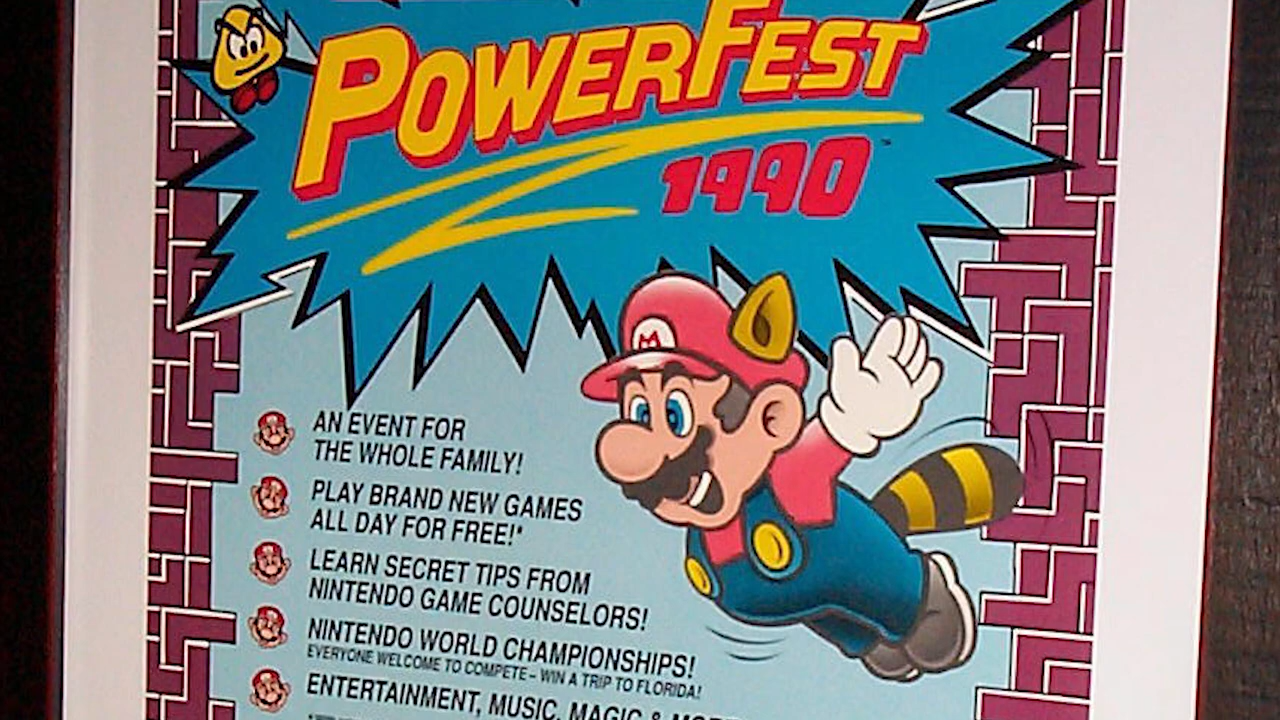 POWERFEST
1990
™
AN EVENT FOR
THE WHOLE FAMILY!
PLAY BRAND NEW GAMES
ALL DAY FOR FREE!*
LEARN SECRET TIPS FROM
NINTENDO GAME COUNSELORS!
NINTENDO WORLD CHAMPIONSHIPS!
EVERYONE WELCOME TO COMPETE – WIN A TRIP TO FLORIDA!
ENTERTAINMENT, MUSIC, MAGIC &
M